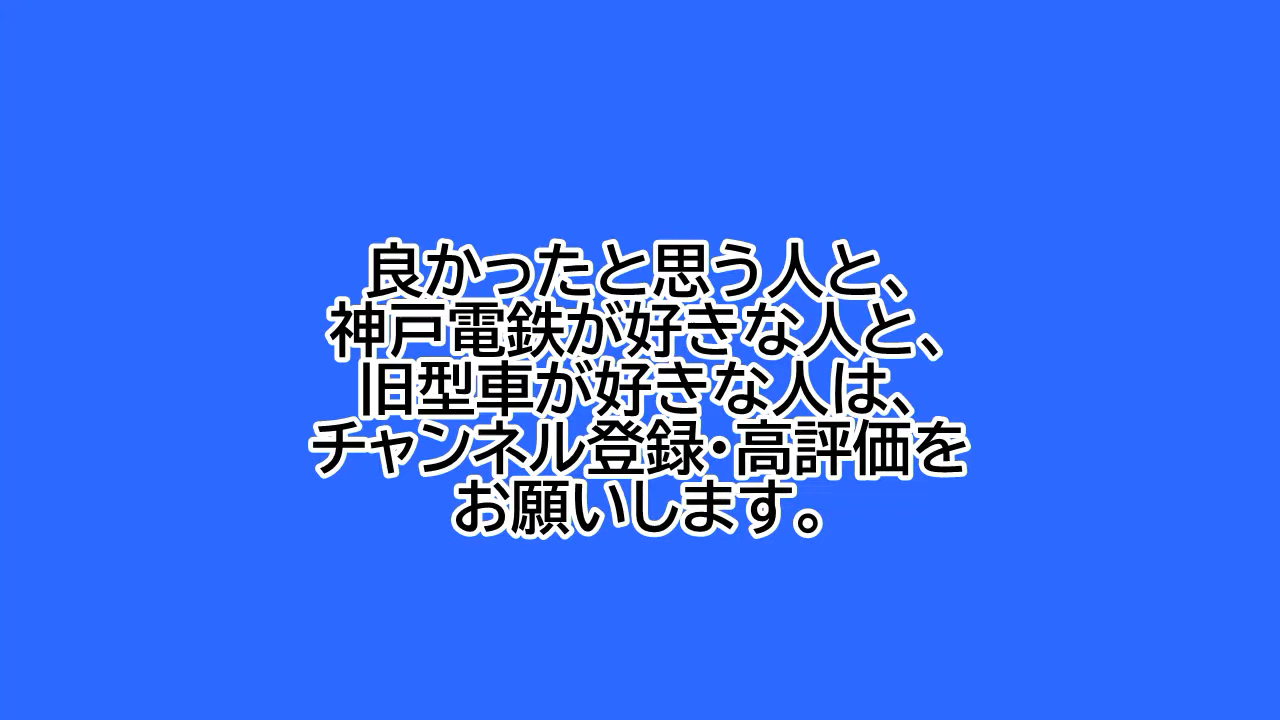 良かったと思う人と、
神戸電鉄が好きな人と、
旧型車が好きな人は、
チャンネル登録・高評価を
お願いします。